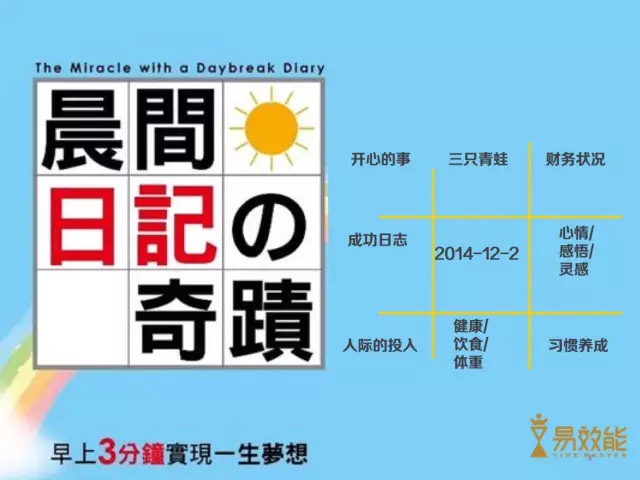 The Miracle with a Daybreak Diary
晨間
日記の
奇蹟
早上3分鐘實現一生夢想
开心的事 三只青蛙 财务状况
成功日志 2014-12-2 心情/
感悟/
灵感
人际的投入 健康/ 习惯养成
饮食/
体重
易效能
TIME MASTER